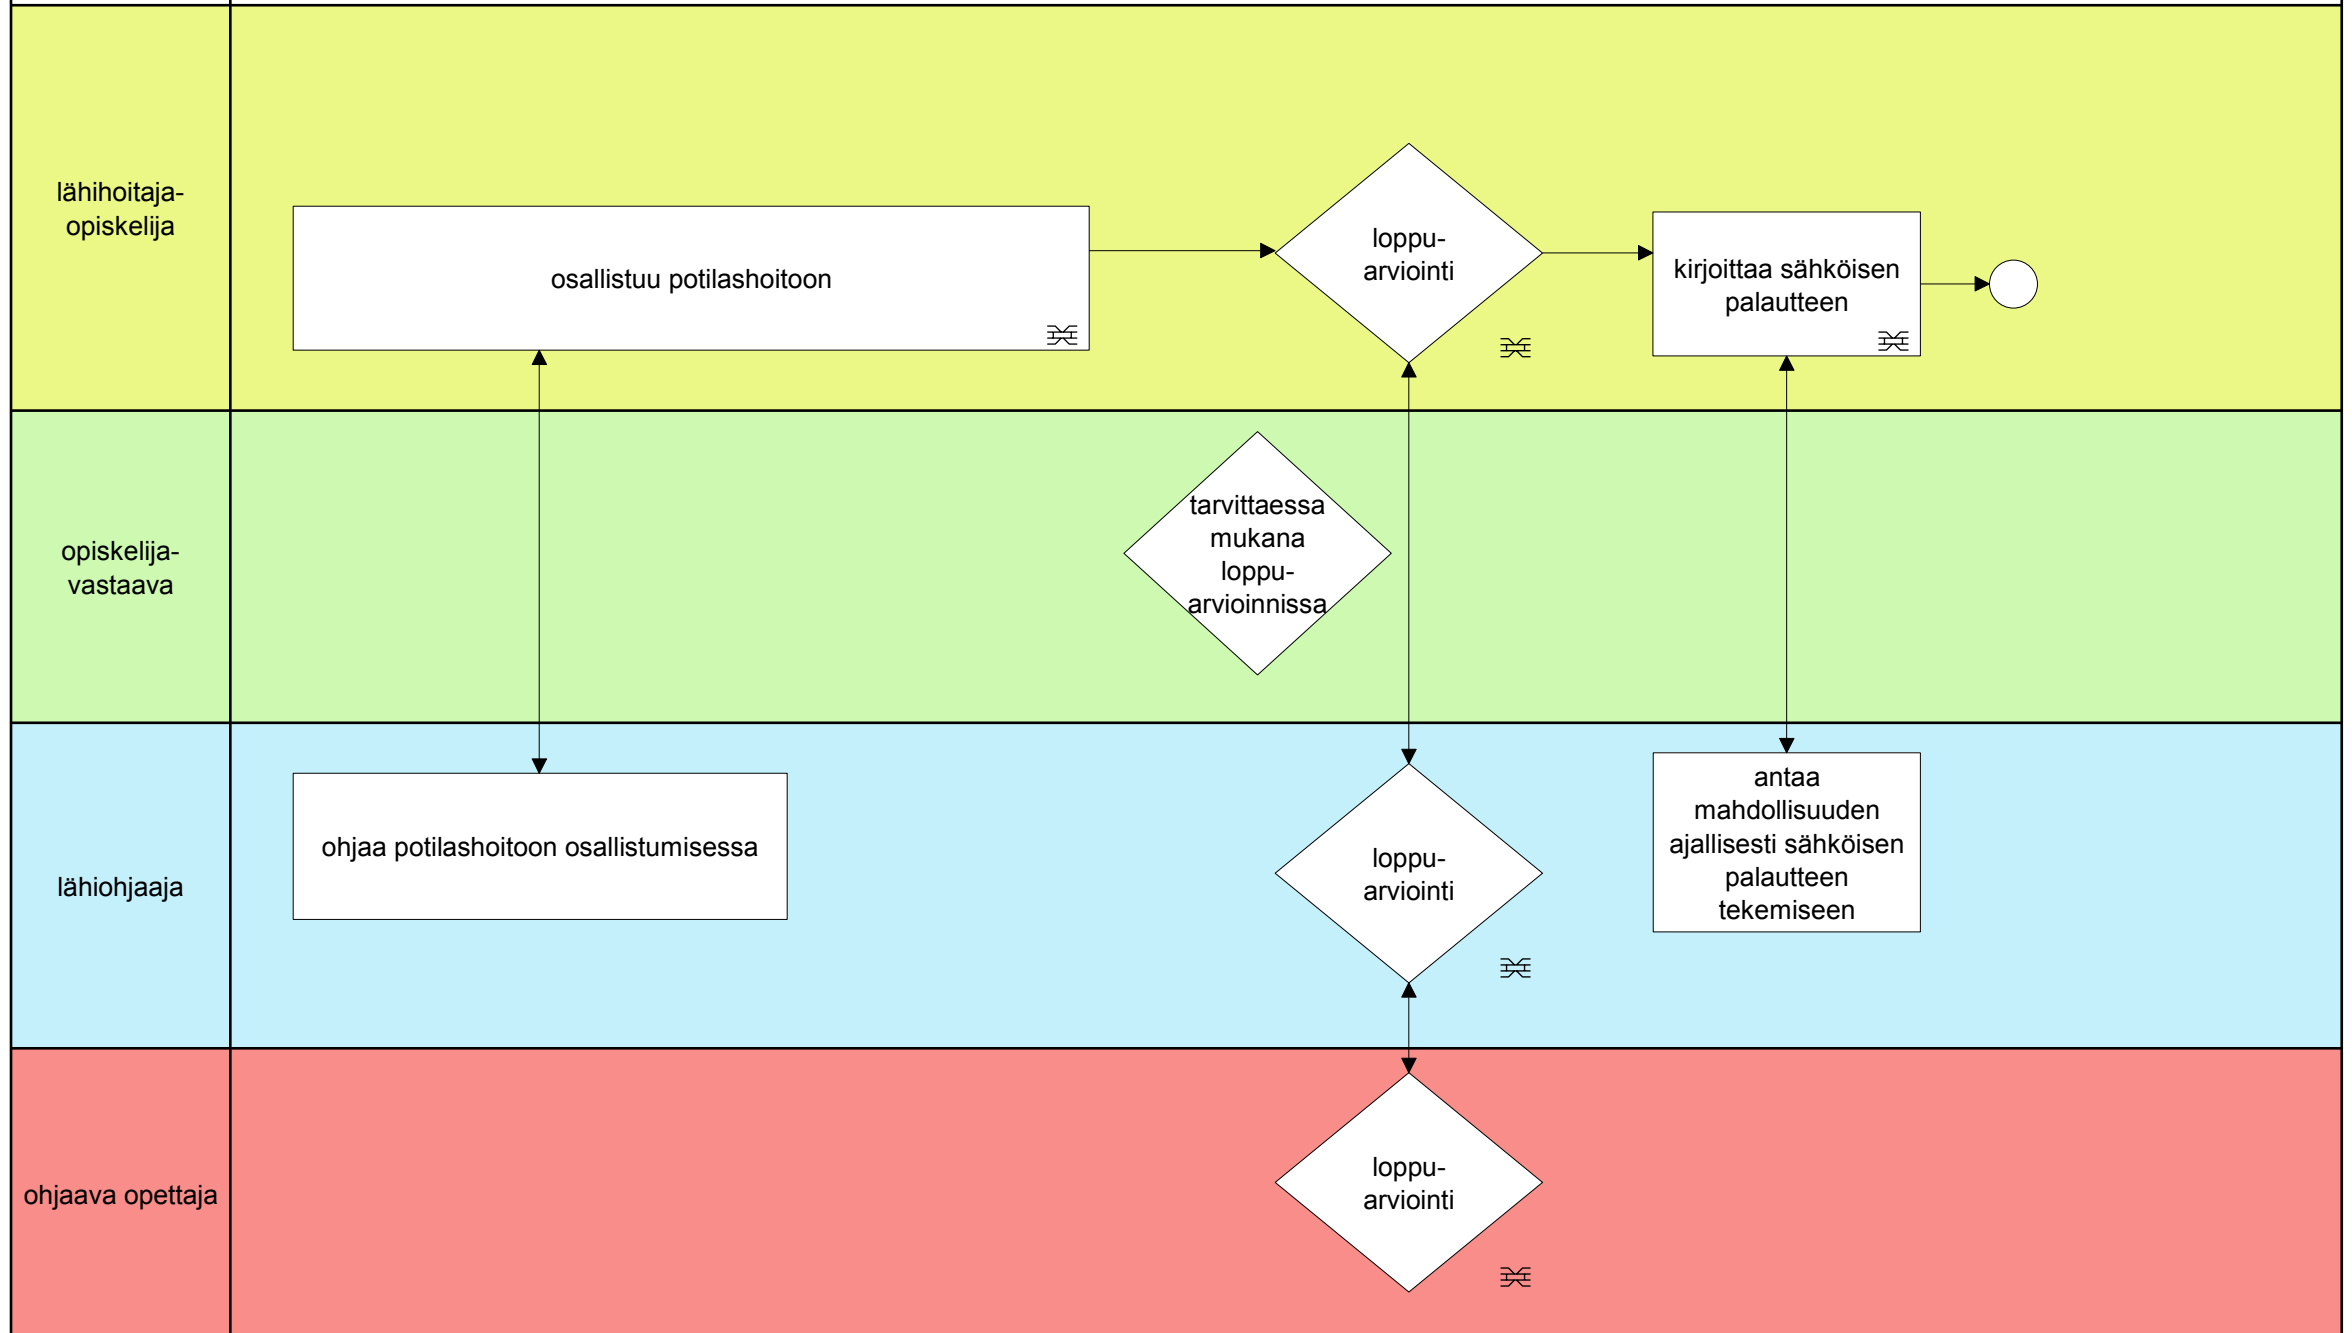 lähihoitaja-
opiskelija
osallistuu potilashoitoon
loppu-
arviointi
kirjoittaa sähköisen
palautteen
opiskelija-
vastaava
tarvittaessa
mukana
loppu-
arvioinnissa
lähiohjaaja
ohjaa potilashoitoon osallistumisessa
loppu-
arviointi
antaa
mahdollisuuden
ajallisesti sähköisen
palautteen
tekemiseen
ohjaava opettaja
loppu-
arviointi